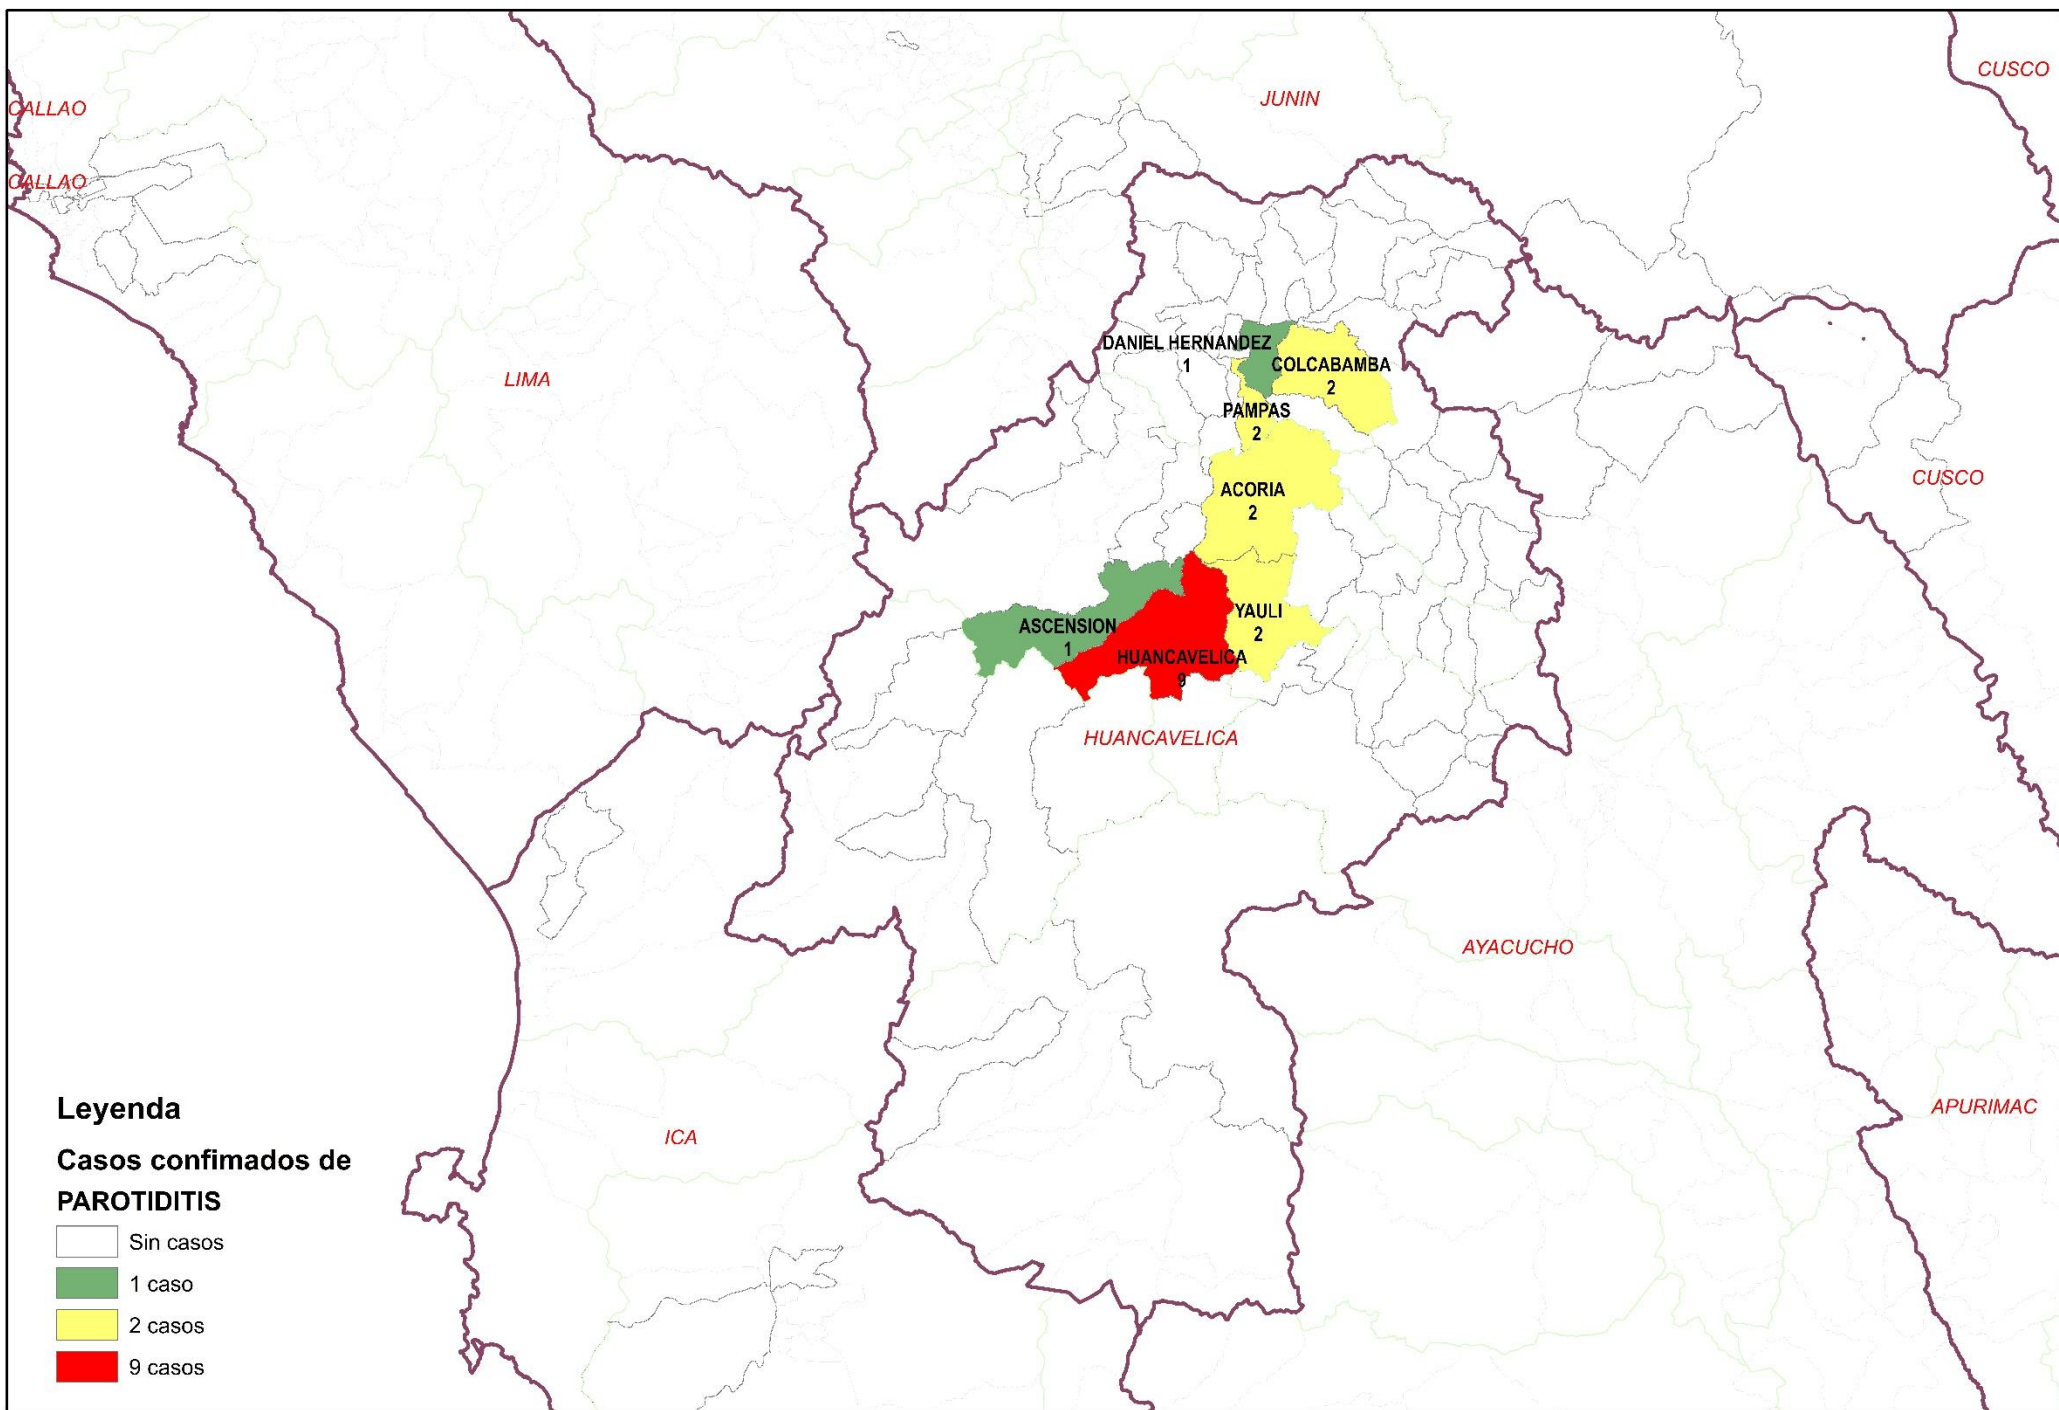 CUSCO
JUNIN
CALLAO
CALLAO
DANIEL HERNANDEZ
1
COLCABAMBA
2
LIMA
PAMPAS
2
CUSCO
ACORIA
2
YAULI
2
ASCENSION
1
HUANCAVELICA
9
HUANCAVELICA
AYACUCHO
APURIMAC
ICA
Leyenda
Casos confimados de
PAROTIDITIS
Sin casos
1 caso
2 casos
9 casos